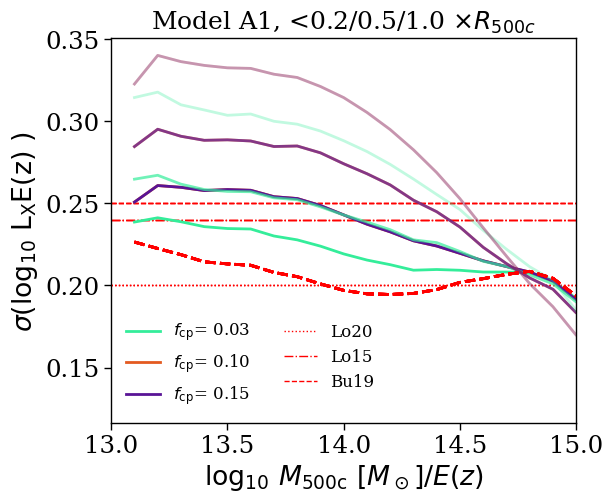 Model A1, <0.2/0.5/1.0 ×R500c
0.35
0.30
0.25
0.20
0.15
σ(log10 LXE(z) )
fcp= 0.03
fcp= 0.10
fcp= 0.15
Lo20
Lo15
Bu19
13.0 13.5 14.0 14.5 15.0
log10 M500c [M⊙]/E(z)